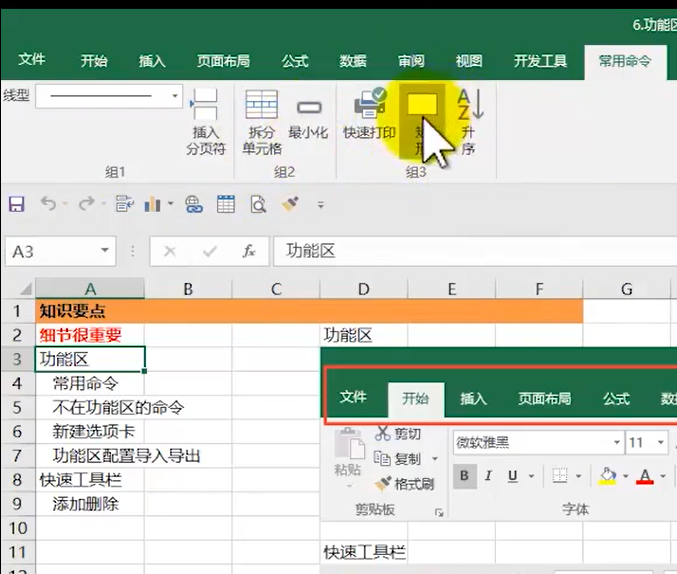 6.功能区
文件 开始 插入 页面布局 公式 数据 审阅 视图 开发工具 常用命令
线型
插入
分页符
拆分
单元格
最小化
快速打印
矩
形
升
序
组1 组2 组3
A3 fx 功能区
A B C D E F G
1 知识要点
2 细节很重要 功能区
3 功能区
4 常用命令
5 不在功能区的命令
6 新建选项卡
7 功能区配置导入导出
8 快速工具栏
9 添加删除
10
11 快速工具栏
文件 开始 插入 页面布局 公式
粘贴
剪切
复制
格式刷
剪贴板
微软雅黑 11
B I U A
字体